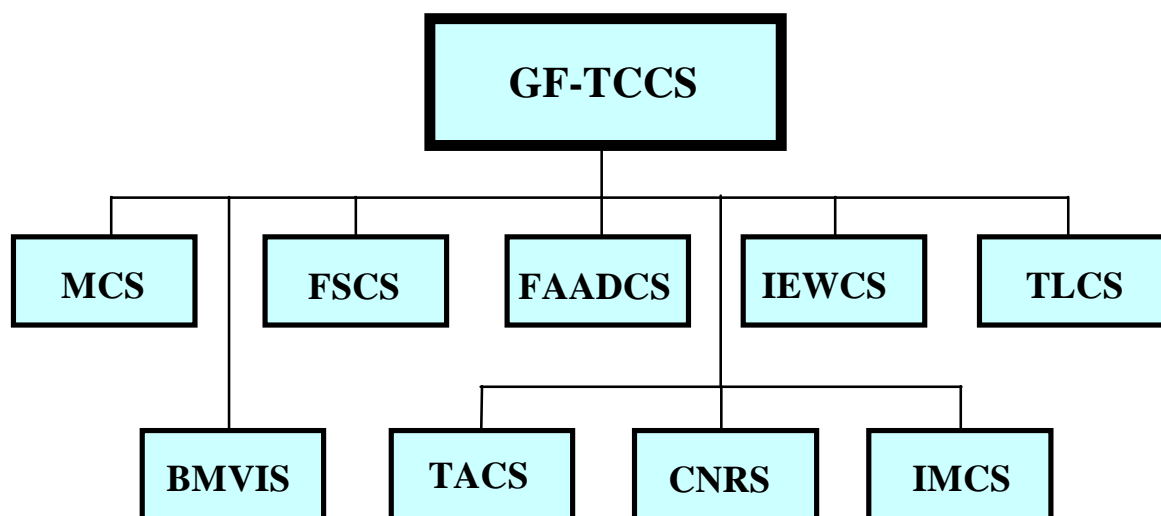 GF-TCCS
MCS
FSCS
FAADCS
IEWCS
TLCS
BMVIS
TACS
CNRS
IMCS